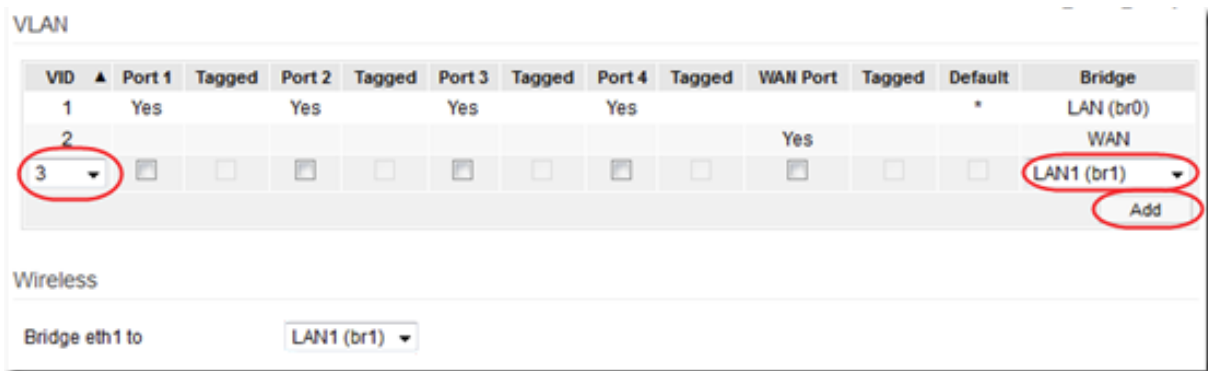 VLAN
VID ▲ Port 1 Tagged Port 2 Tagged Port 3 Tagged Port 4 Tagged WAN Port Tagged Default Bridge
1 Yes Yes Yes Yes * LAN (br0)
2 Yes WAN
3 LAN1 (br1)
Add
Wireless
Bridge eth1 to LAN1 (br1)